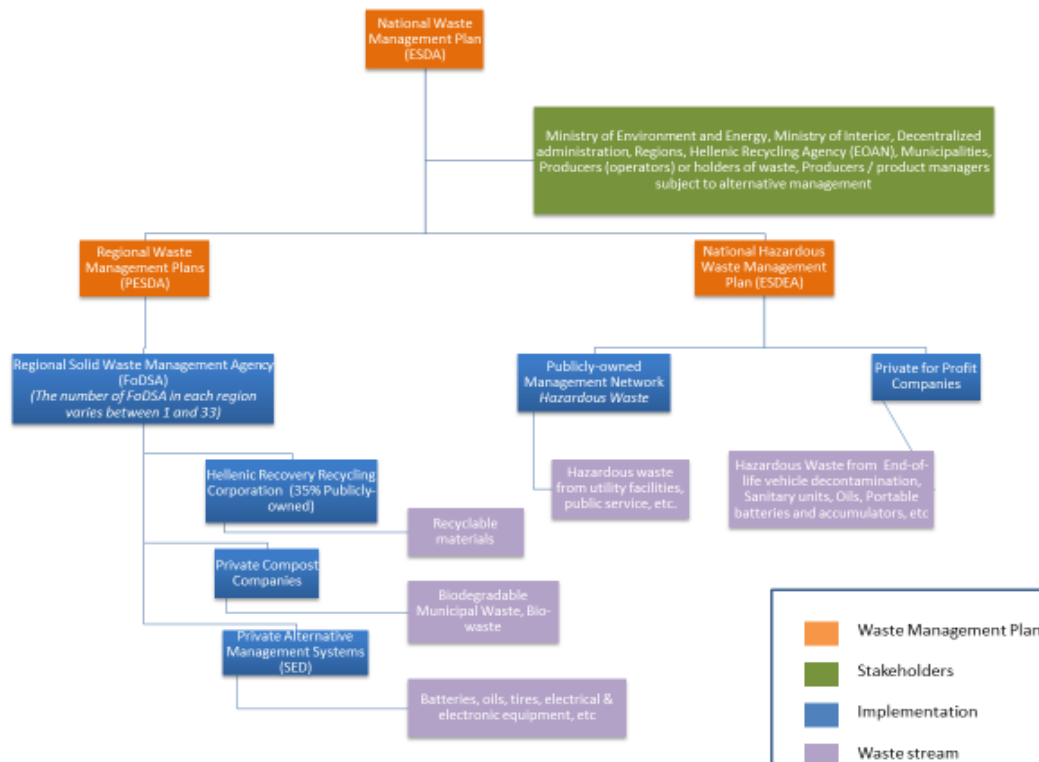 National Waste
Management Plan
(ESDA)
Ministry of Environment and Energy, Ministry of Interior, Decentralized
administration, Regions, Hellenic Recycling Agency (EOAN), Municipalities,
Producers (operators) or holders of waste, Producers / product managers
subject to alternative management
Regional Waste
Management Plans
(PESDA)
National Hazardous
Waste Management
Plan (ESDEA)
Regional Solid Waste Management Agency
(FoDSA)
(The number of FoDSA in each region
varies between 1 and 33)
Publicly-owned
Management Network
Hazardous Waste
Private for Profit
Companies
Hellenic Recovery Recycling
Corporation (35% Publicly-
owned)
Hazardous waste
from utility facilities,
public service, etc.
Hazardous Waste from End-of-
life vehicle decontamination,
Sanitary units, Oils, Portable
batteries and accumulators, etc
Recyclable
materials
Private Compost
Companies
Biodegradable
Municipal Waste, Bio-
waste
Private Alternative
Management Systems
(SED)
Batteries, oils, tires, electrical &
electronic equipment, etc
Waste Management Plan
Stakeholders
Implementation
Waste stream